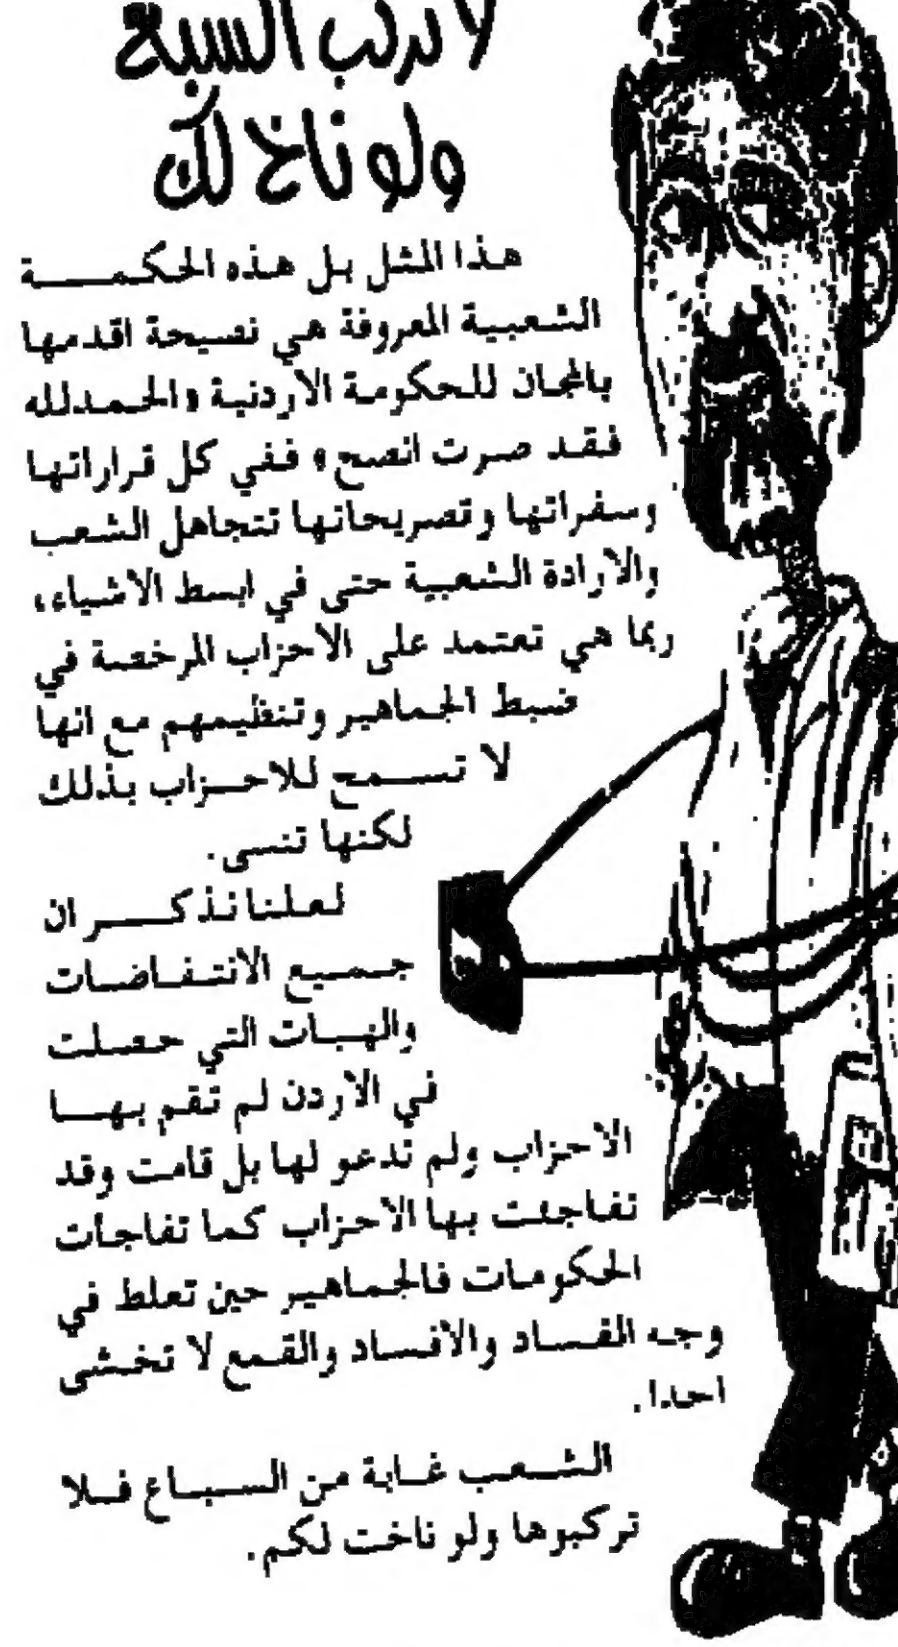 لا تركب السبع
ولو ناخ لك
هذا المثل بل هذه الحكمة
الشعبية المعروفة هي نصيحة اقدمها
بالمجان للحكومة الاردنية والحمدلله
فقد صرت انصح، ففي كل قراراتها
وسفراتها وتصريحاتها تتجاهل الشعب
والارادة الشعبية حتى في ابسط الاشياء،
ربما هي تعتمد على الاحزاب المرخصة في
ضبط الجماهير وتنظيمهم مع انها
لا تسمح للاحزاب بذلك
لكنها تنسى.
لعلنا نذكر ان
جميع الانتفاضات
والهبات التي حصلت
في الاردن لم تقم بها
الاحزاب ولم تدعو لها بل قامت وقد
تفاجئت بها الاحزاب كما تفاجأت
الحكومات فالجماهير حين تعلط في
وجه الفساد والافساد والقمع لا تخشى
احدا.
الشعب غابة من السباع فلا
تركبوها ولو ناخت لكم.